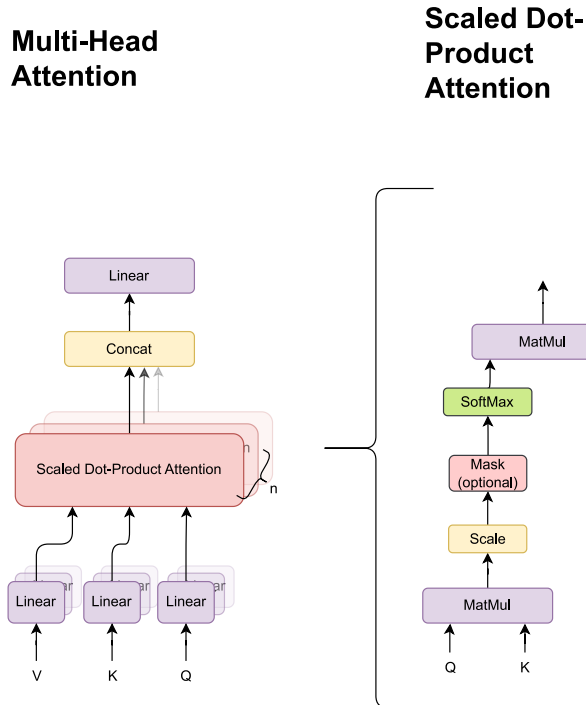 Multi-Head
Attention
Scaled Dot-
Product
Attention
Linear
Concat
Scaled Dot-Product Attention
n
n
Linear
Linear
Linear
V
K
Q
MatMul
SoftMax
Mask
(optional)
Scale
MatMul
Q
K